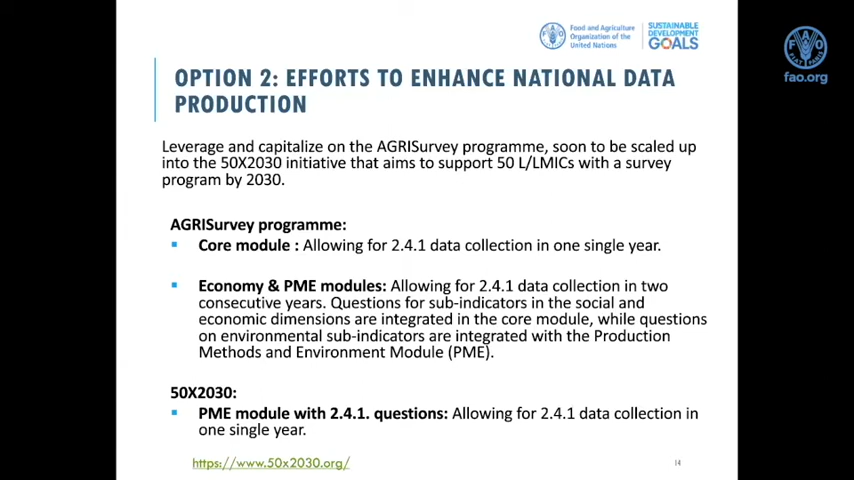 Food and Agriculture
Organization of the
United Nations
SUSTAINABLE
DEVELOPMENT
GOALS
FAO
FIAT PANIS
fao.org
OPTION 2: EFFORTS TO ENHANCE NATIONAL DATA
PRODUCTION
Leverage and capitalize on the AGRISurvey programme, soon to be scaled up
into the 50X2030 initiative that aims to support 50 L/LMICs with a survey
program by 2030.
AGRISurvey programme:
▪ Core module : Allowing for 2.4.1 data collection in one single year.
▪ Economy & PME modules: Allowing for 2.4.1 data collection in two
consecutive years. Questions for sub-indicators in the social and
economic dimensions are integrated in the core module, while questions
on environmental sub-indicators are integrated with the Production
Methods and Environment Module (PME).
50X2030:
▪ PME module with 2.4.1. questions: Allowing for 2.4.1 data collection in
one single year.
https://www.50x2030.org/
14